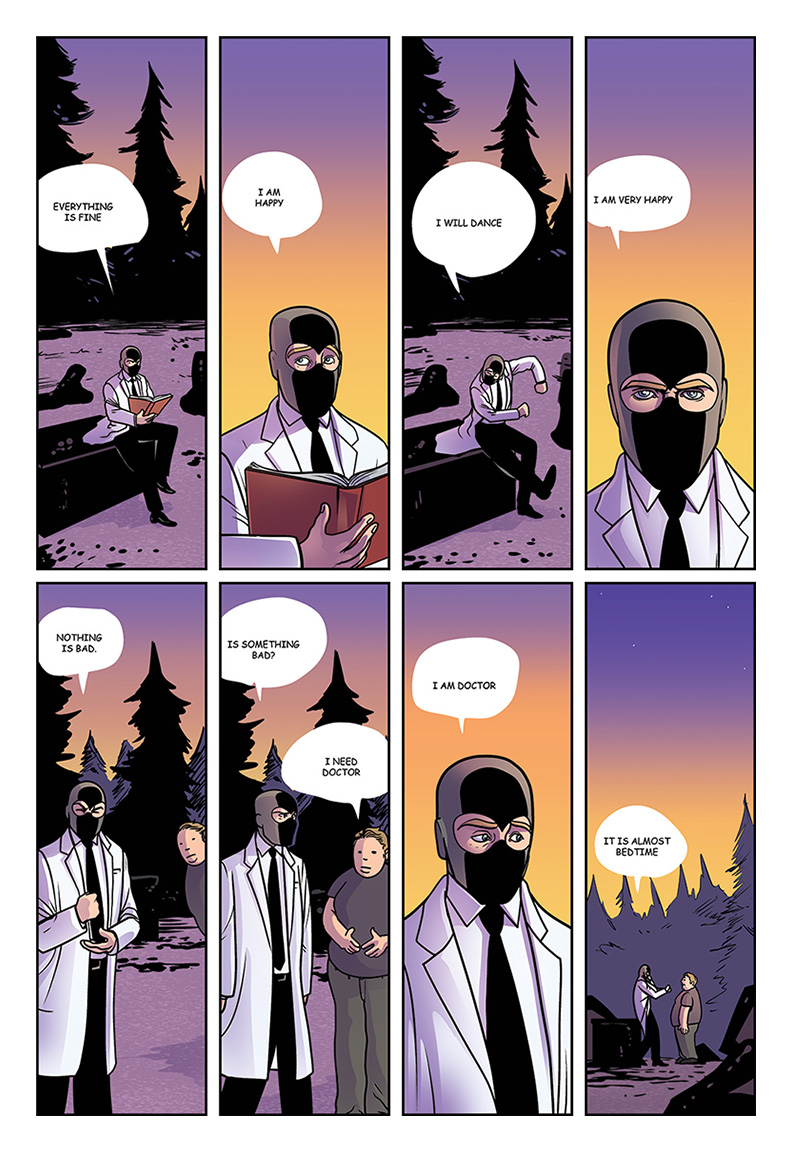 EVERYTHING
IS FINE
I AM
HAPPY
I WILL DANCE
I AM VERY HAPPY
NOTHING
IS BAD.
IS SOMETHING
BAD?
I NEED
DOCTOR
I AM DOCTOR
IT IS ALMOST
BEDTIME